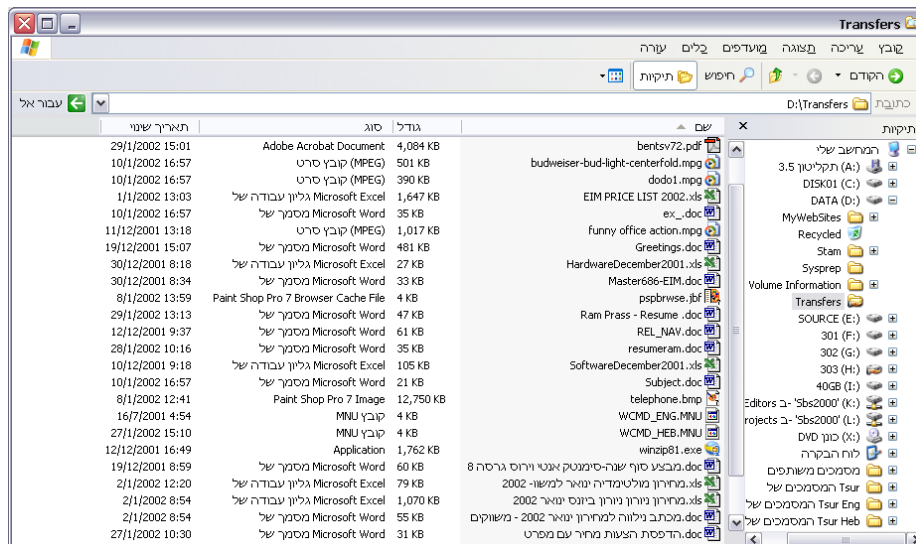 Transfers
קובץ עריכה תצוגה מועדפים כלים עזרה
הקודם חיפוש תיקיות
כתובת D:\Transfers עבור אל
תיקיות
המחשב שלי
תקליטון 3.5 (A:)
DISK01 (C:)
DATA (D:)
MyWebSites
Recycled
Stam
Sysprep
Volume Information
Transfers
SOURCE (E:)
301 (F:)
302 (G:)
303 (H:)
40GB (I:)
Editors ב- 'Sbs2000' (K:)
rojects ב- 'Sbs2000' (L:)
כונן DVD (X:)
לוח הבקרה
מסמכים משותפים
המסמכים של Tsur
המסמכים של Tsur Eng
המסמכים של Tsur Heb
שם גודל סוג תאריך שינוי
bentsv72.pdf 4,084 KB Adobe Acrobat Document 29/1/2002 15:01
budweiser-bud-light-centerfold.mpg 501 KB קובץ סרט (MPEG) 10/1/2002 16:57
dodo1.mpg 390 KB קובץ סרט (MPEG) 10/1/2002 16:57
EIM PRICE LIST 2002.xls 1,647 KB גליון עבודה של Microsoft Excel 1/1/2002 13:03
ex_.doc 35 KB מסמך של Microsoft Word 10/1/2002 16:57
funny office action.mpg 1,017 KB קובץ סרט (MPEG) 11/12/2001 13:18
Greetings.doc 481 KB מסמך של Microsoft Word 19/12/2001 15:07
HardwareDecember2001.xls 27 KB גליון עבודה של Microsoft Excel 30/12/2001 8:18
Master686-EIM.doc 33 KB מסמך של Microsoft Word 30/12/2001 8:34
pspbrwse.jbf 4 KB Paint Shop Pro 7 Browser Cache File 8/1/2002 13:59
Ram Prass - Resume .doc 47 KB מסמך של Microsoft Word 29/1/2002 13:13
REL_NAV.doc 61 KB מסמך של Microsoft Word 12/12/2001 9:37
resumeram.doc 35 KB מסמך של Microsoft Word 28/1/2002 10:16
SoftwareDecember2001.xls 105 KB גליון עבודה של Microsoft Excel 10/12/2001 9:18
Subject.doc 21 KB מסמך של Microsoft Word 10/1/2002 16:57
telephone.bmp 12,750 KB Paint Shop Pro 7 Image 8/1/2002 12:41
WCMD_ENG.MNU 4 KB קובץ MNU 16/7/2001 4:54
WCMD_HEB.MNU 4 KB קובץ MNU 27/1/2002 15:10
winzip81.exe 1,762 KB Application 12/12/2001 16:49
מבצע סוף שנה-סימנטק אנטי וירוס גרסה 8.doc 60 KB מסמך של Microsoft Word 19/12/2001 8:59
מחירון מולטימדיה ינואר למשווי- 2002.xls 79 KB גליון עבודה של Microsoft Excel 2/1/2002 12:20
מחירון ניורון ביזנס ינואר 2002.xls 1,070 KB גליון עבודה של Microsoft Excel 2/1/2002 8:54
מכתב נילווה למחירון ינואר 2002 - משווקים.doc 55 KB מסמך של Microsoft Word 2/1/2002 8:54
הדפסת הצעות מחיר עם מפרט.doc 31 KB מסמך של Microsoft Word 27/1/2002 10:30